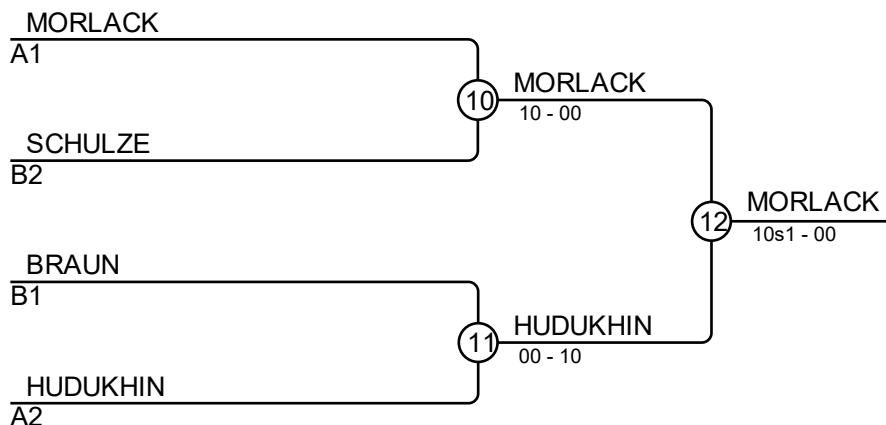 MORLACK
A1
10
MORLACK
10 - 00
SCHULZE
B2
12
MORLACK
10s1 - 00
BRAUN
B1
11
HUDUKHIN
00 - 10
HUDUKHIN
A2